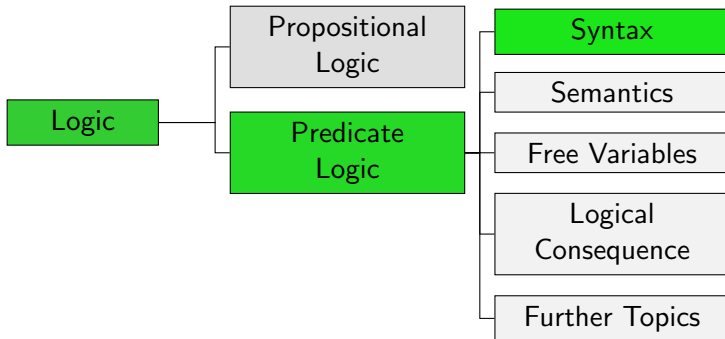 Logic
Propositional
Logic
Predicate
Logic
Syntax
Semantics
Free Variables
Logical
Consequence
Further Topics